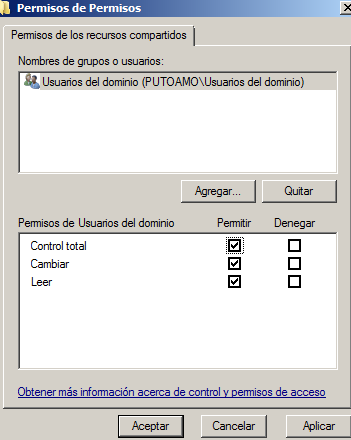 Permisos de Permisos
Permisos de los recursos compartidos
Nombres de grupos o usuarios:
Usuarios del dominio (PUTOAMO\Usuarios del dominio)
Agregar... Quitar
Permisos de Usuarios del dominio Permitir Denegar
Control total
Cambiar
Leer
Obtener más información acerca de control y permisos de acceso
Aceptar Cancelar Aplicar